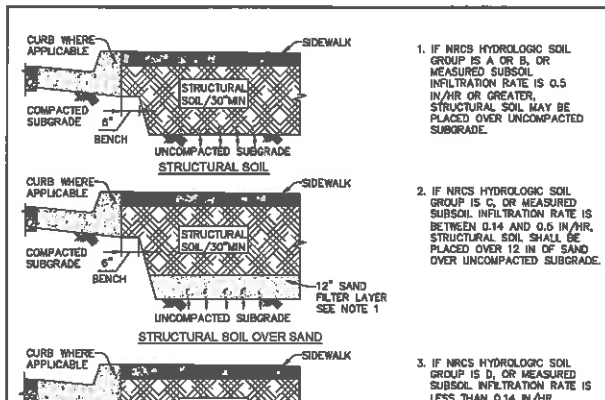 CURB WHERE
APPLICABLE
SIDEWALK
STRUCTURAL
SOIL/30"MIN
COMPACTED
SUBGRADE
6"
BENCH
UNCOMPACTED SUBGRADE
STRUCTURAL SOIL
1. IF NRCS HYDROLOGIC SOIL
GROUP IS A OR B, OR
MEASURED SUBSOIL
INFILTRATION RATE IS 0.5
IN/HR OR GREATER,
STRUCTURAL SOIL MAY BE
PLACED OVER UNCOMPACTED
SUBGRADE.
CURB WHERE
APPLICABLE
SIDEWALK
STRUCTURAL
SOIL/30"MIN
COMPACTED
SUBGRADE
6"
BENCH
12" SAND
FILTER LAYER
SEE NOTE 1
UNCOMPACTED SUBGRADE
STRUCTURAL SOIL OVER SAND
2. IF NRCS HYDROLOGIC SOIL
GROUP IS C, OR MEASURED
SUBSOIL INFILTRATION RATE IS
BETWEEN 0.14 AND 0.5 IN/HR,
STRUCTURAL SOIL SHALL BE
PLACED OVER 12 IN OF SAND
OVER UNCOMPACTED SUBGRADE.
CURB WHERE
APPLICABLE
SIDEWALK
3. IF NRCS HYDROLOGIC SOIL
GROUP IS D, OR MEASURED
SUBSOIL INFILTRATION RATE IS
LESS THAN 0.14 IN/HR